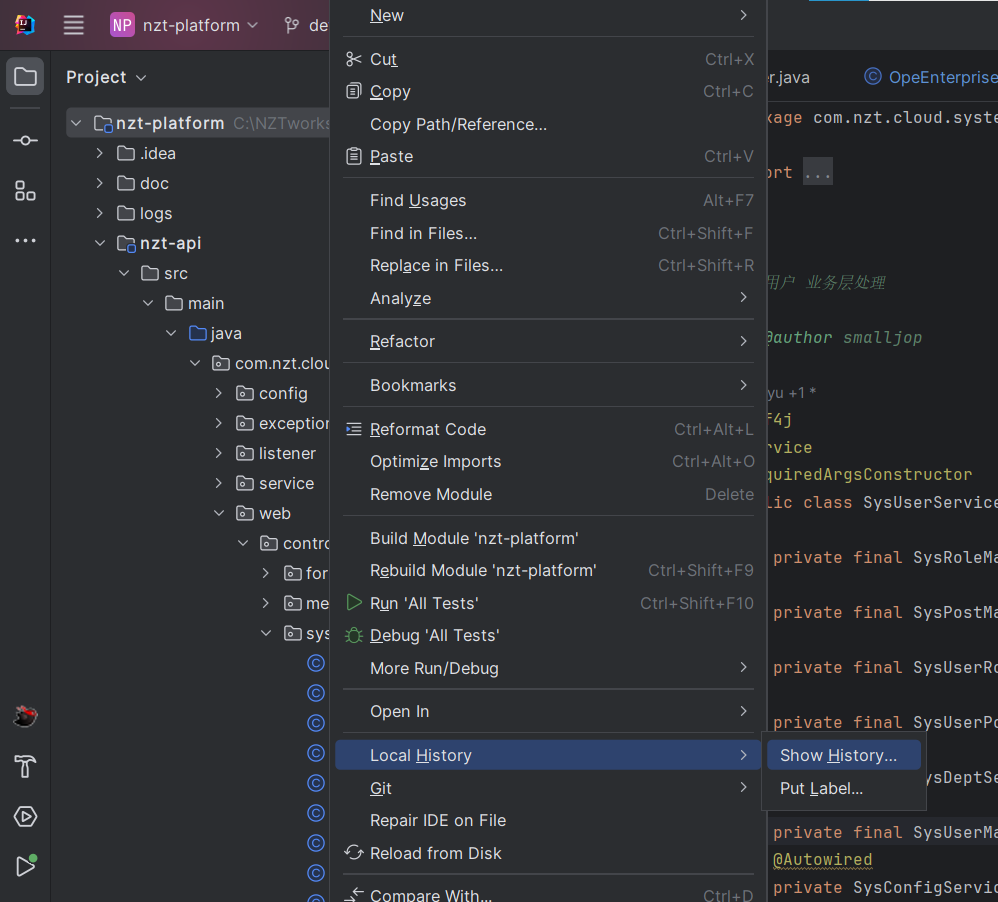 NP nzt-platform de
Project
nzt-platform C:\NZTworks
.idea
doc
logs
nzt-api
src
main
java
com.nzt.clou
config
exception
listener
service
web
contro
for
me
sys
New
Cut Ctrl+X
Copy Ctrl+C
Copy Path/Reference...
Paste Ctrl+V
Find Usages Alt+F7
Find in Files... Ctrl+Shift+F
Replace in Files... Ctrl+Shift+R
Analyze
Refactor
Bookmarks
Reformat Code Ctrl+Alt+L
Optimize Imports Ctrl+Alt+O
Remove Module Delete
Build Module 'nzt-platform'
Rebuild Module 'nzt-platform' Ctrl+Shift+F9
Run 'All Tests' Ctrl+Shift+F10
Debug 'All Tests'
More Run/Debug
Open In
Local History
Git
Repair IDE on File
Reload from Disk
Compare With... Ctrl+D
Show History...
Put Label...
r.java OpeEnterprise
kage com.nzt.cloud.syste
ort ...
用户 业务层处理
@author smalljop
yu +1 *
f4j
rvice
quiredArgsConstructor
lic class SysUserService
private final SysRoleMa
private final SysPostMa
private final SysUserRo
private final SysUserPo
ysDeptSe
private final SysUserMa
@Autowired
private SysConfigServic